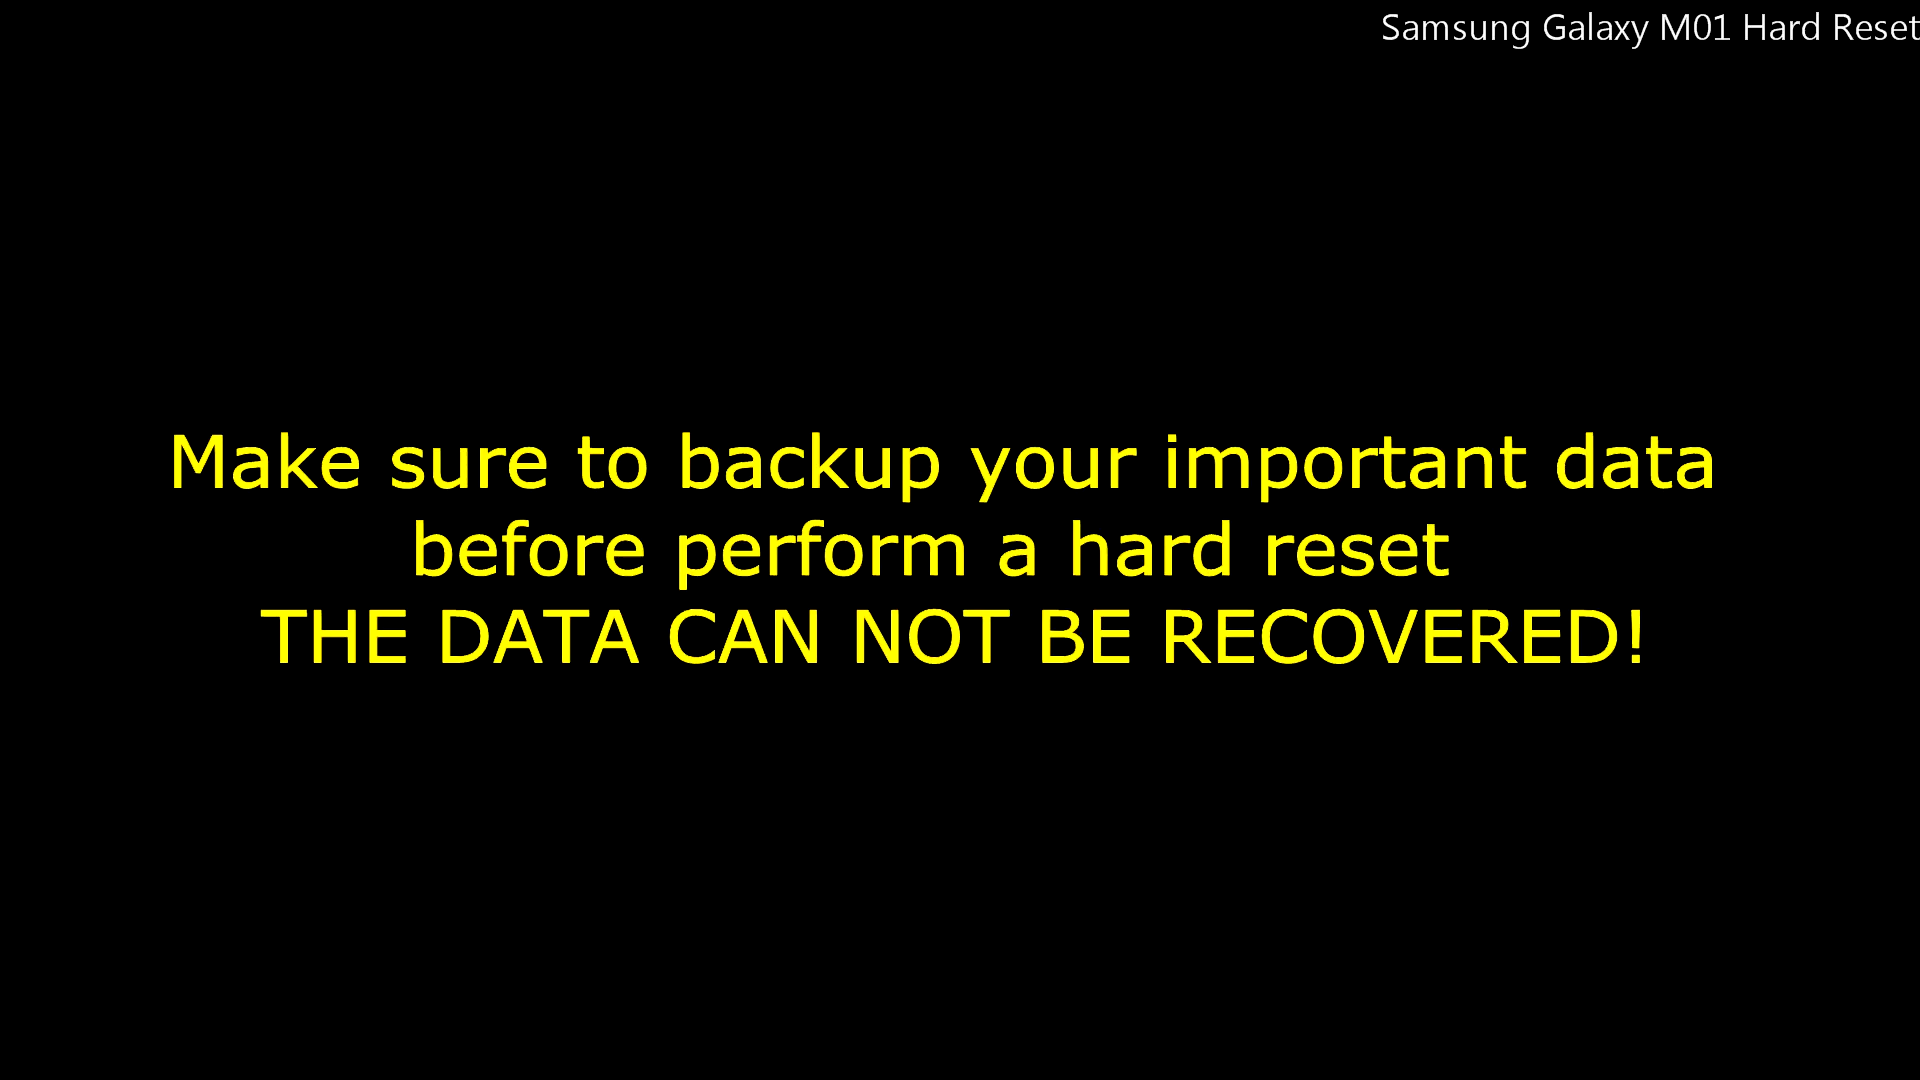 Samsung Galaxy M01 Hard Reset
Make sure to backup your important data
before perform a hard reset
THE DATA CAN NOT BE RECOVERED!